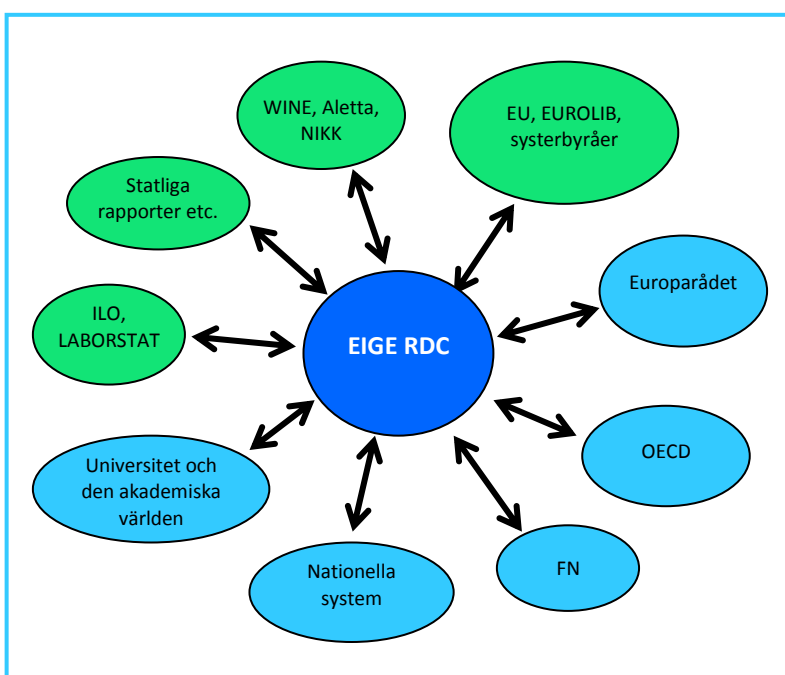 WINE, Aletta,
NIKK
EU, EUROLIB,
systerbyråer
Statliga
rapporter etc.
Europarådet
ILO,
LABORSTAT
EIGE RDC
OECD
Universitet och
den akademiska
världen
FN
Nationella
system